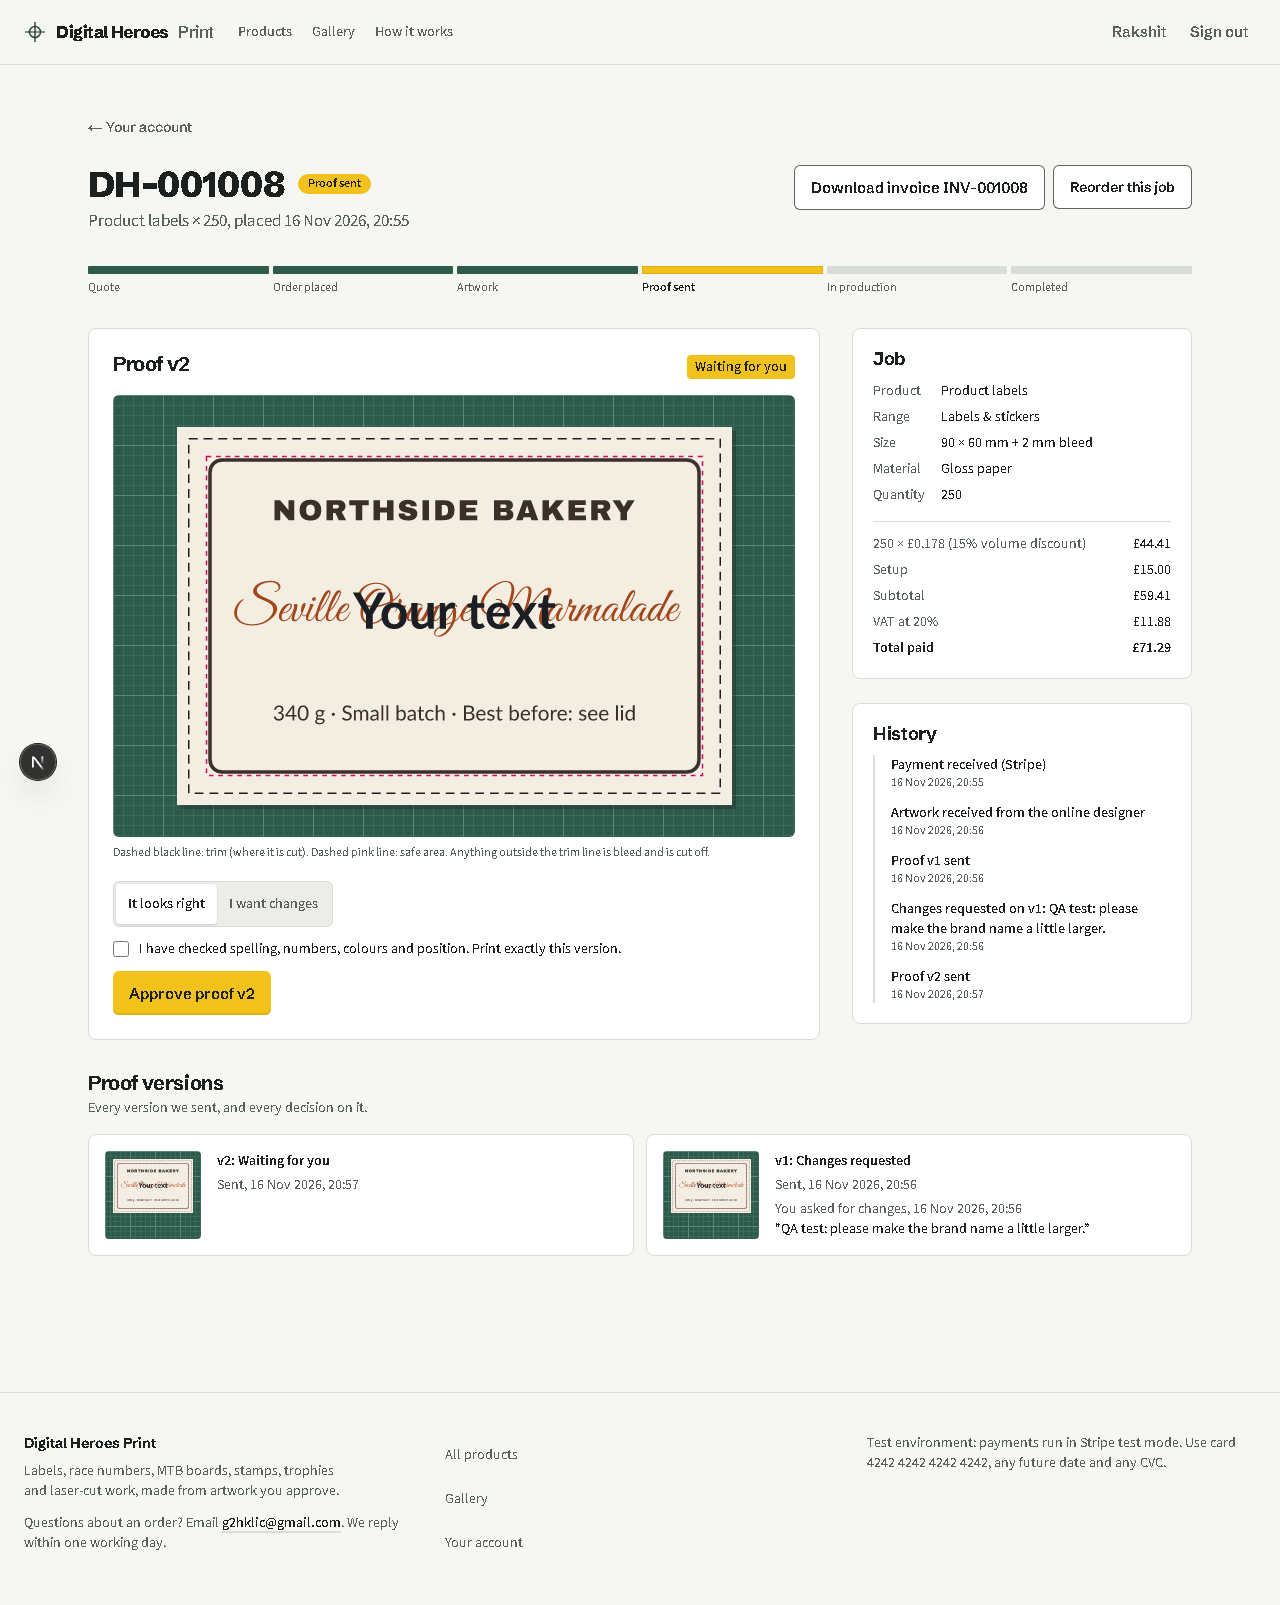 Digital Heroes Print
Products
Gallery
How it works
Rakshit
Sign out
← Your account
DH-001008
Proof sent
Download invoice INV-001008
Reorder this job
Product labels × 250, placed 16 Nov 2026, 20:55
Quote
Order placed
Artwork
Proof sent
In production
Completed
Proof v2
Waiting for you
NORTHSIDE BAKERY
Seville Orange Marmalade
Your text
340 g · Small batch · Best before: see lid
Dashed black line: trim (where it is cut). Dashed pink line: safe area. Anything outside the trim line is bleed and is cut off.
It looks right
I want changes
I have checked spelling, numbers, colours and position. Print exactly this version.
Approve proof v2
Job
Product Product labels
Range Labels & stickers
Size 90 × 60 mm + 2 mm bleed
Material Gloss paper
Quantity 250
250 × £0.178 (15% volume discount) £44.41
Setup £15.00
Subtotal £59.41
VAT at 20% £11.88
Total paid £71.29
History
Payment received (Stripe)
16 Nov 2026, 20:55
Artwork received from the online designer
16 Nov 2026, 20:56
Proof v1 sent
16 Nov 2026, 20:56
Changes requested on v1: QA test: please
make the brand name a little larger.
16 Nov 2026, 20:56
Proof v2 sent
16 Nov 2026, 20:57
N
Proof versions
Every version we sent, and every decision on it.
NORTHSIDE BAKERY
Your text
v2: Waiting for you
Sent, 16 Nov 2026, 20:57
NORTHSIDE BAKERY
Your text
v1: Changes requested
Sent, 16 Nov 2026, 20:56
You asked for changes, 16 Nov 2026, 20:56
"QA test: please make the brand name a little larger."
Digital Heroes Print
Labels, race numbers, MTB boards, stamps, trophies
and laser-cut work, made from artwork you approve.
Questions about an order? Email g2hklic@gmail.com. We reply
within one working day.
All products
Gallery
Your account
Test environment: payments run in Stripe test mode. Use card
4242 4242 4242 4242, any future date and any CVC.